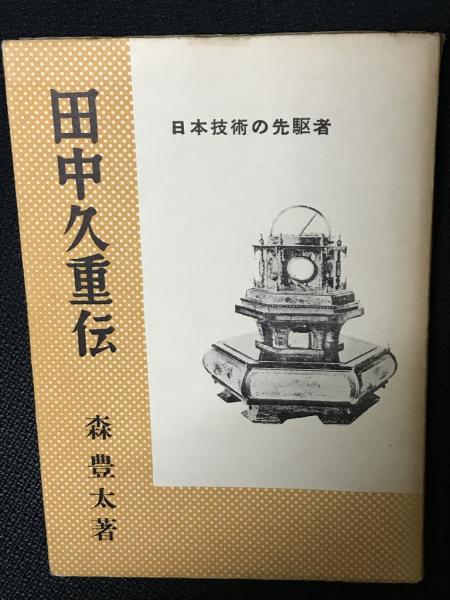 田中久重伝
森豊太著
日本技術の先駆者